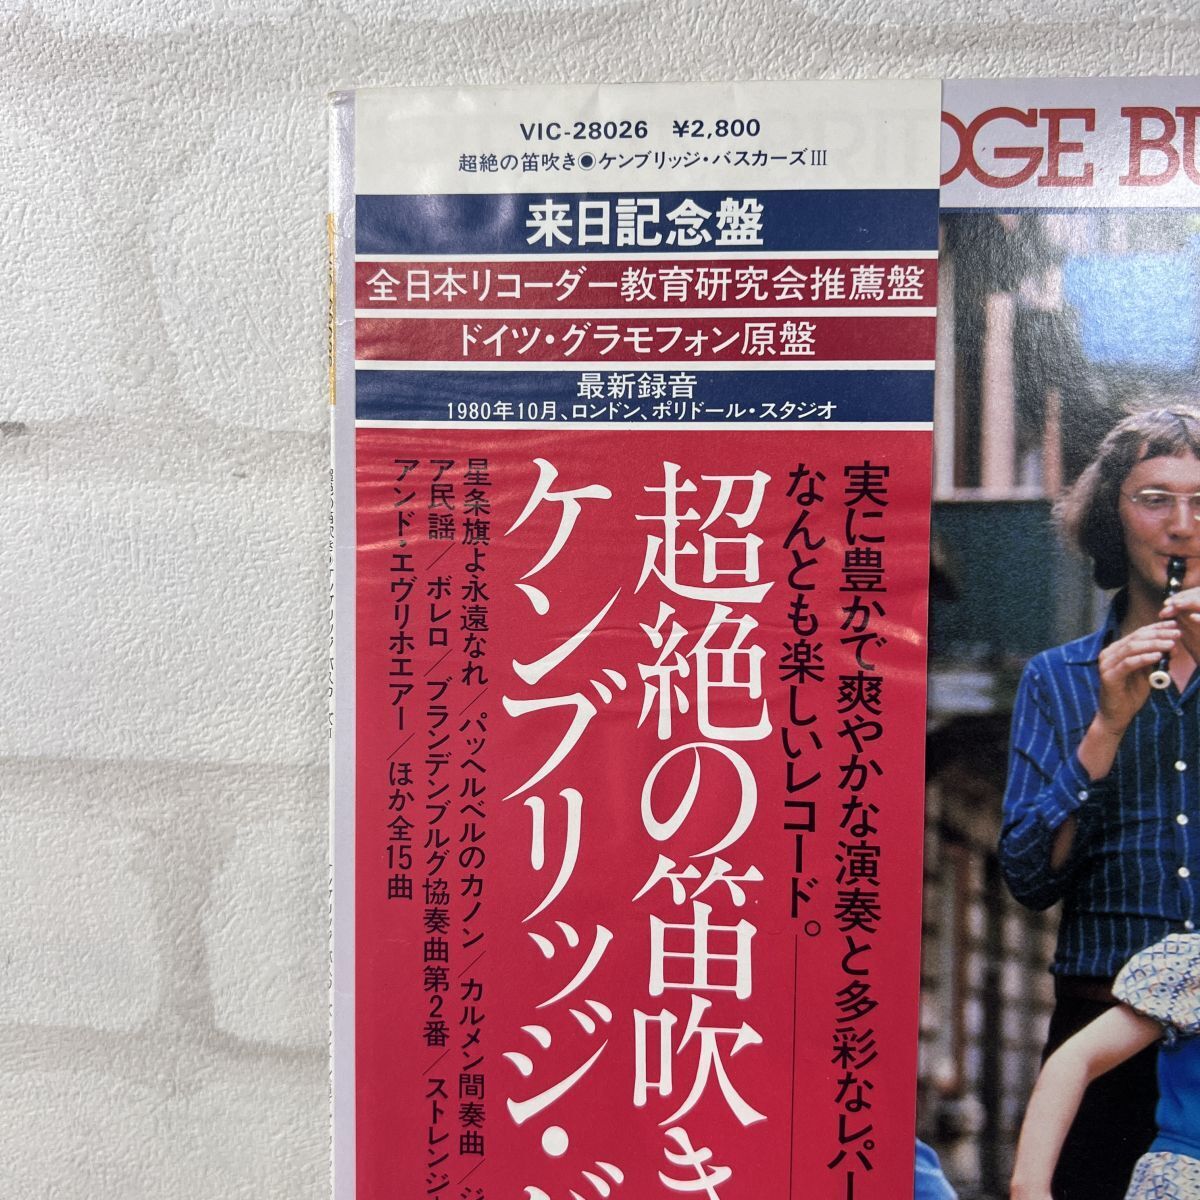 VIC-28026 ¥2,800
超絶の笛吹き◉ケンブリッジ・バスカーズⅢ
来日記念盤
全日本リコーダー教育研究会推薦盤
ドイツ・グラモフォン原盤
最新録音
1980年10月、ロンドン、ポリドール・スタジオ
実に豊かで爽やかな演奏と多彩なレパー
なんとも楽しいレコード。
超絶の笛吹き
ケンブリッジ・バ
星条旗よ永遠なれ/パッヘルベルのカノン/カルメン間奏曲/ジ
ア民謡/ボレロ/ブランデンブルグ協奏曲第2番/ストレンジ
アンド・エヴリホエアー/ほか全15曲
DGE BU